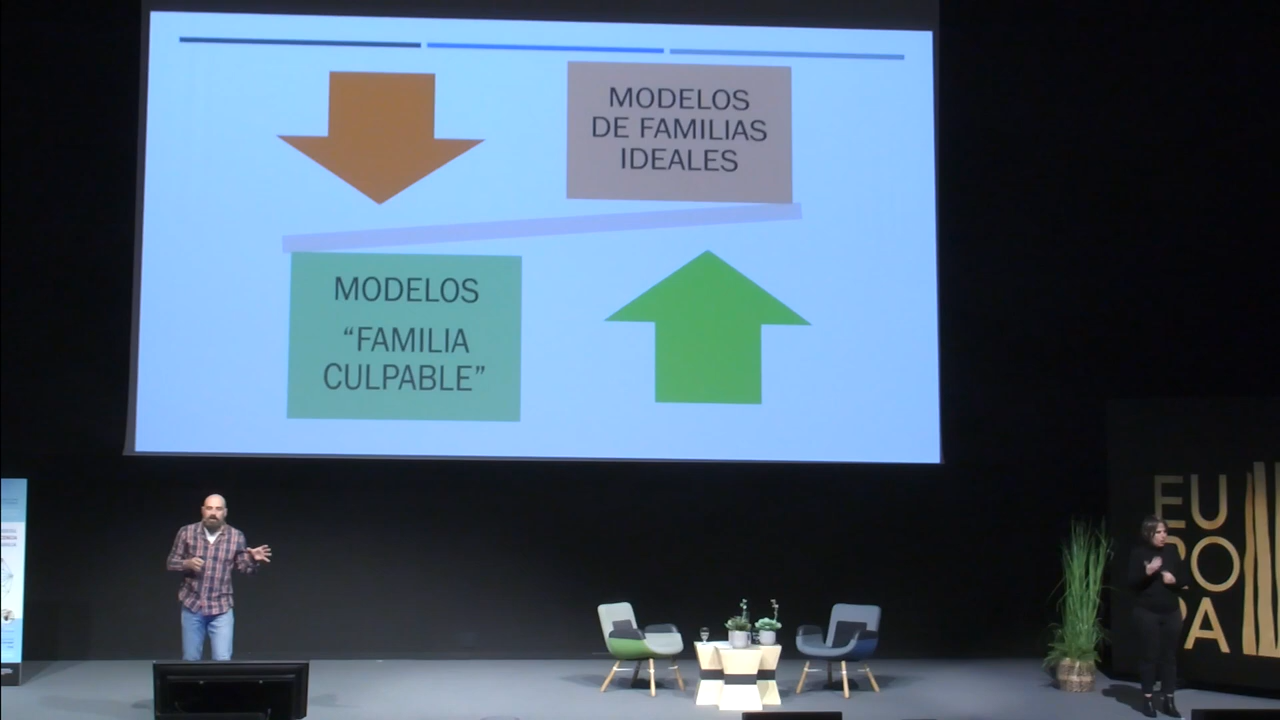 MODELOS
DE FAMILIAS
IDEALES
MODELOS
“FAMILIA
CULPABLE”
EU
RO
PA